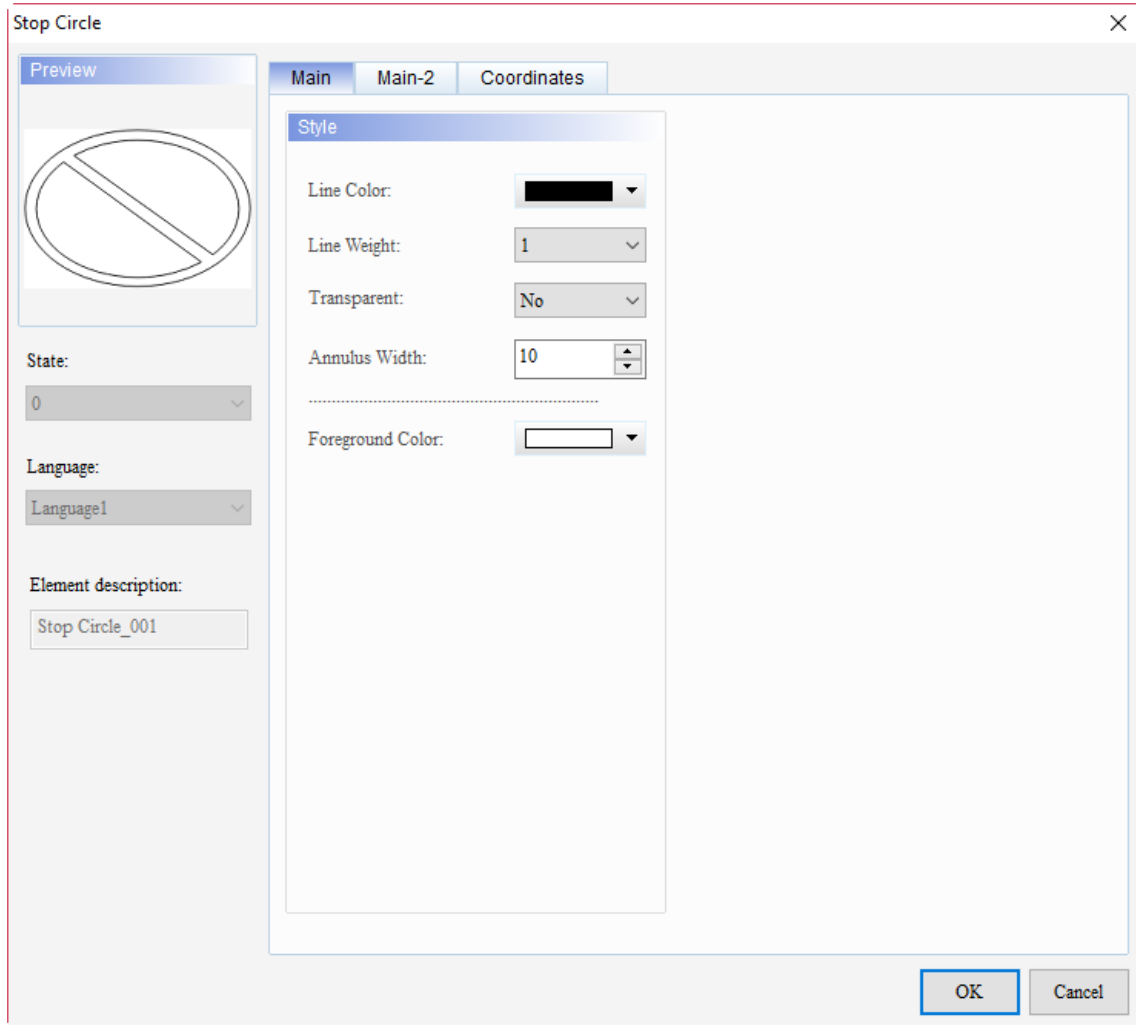 Stop Circle
Preview
Main
Main-2
Coordinates
Style
Line Color:
Line Weight:
1
Transparent:
No
Annulus Width:
10
Foreground Color:
State:
0
Language:
Language1
Element description:
Stop Circle_001
OK
Cancel